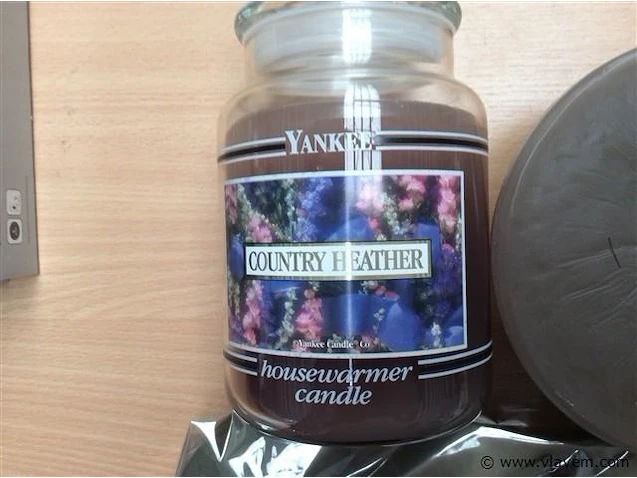 YANKEE
COUNTRY HEATHER
©Yankee Candle® Co
housewarmer
candle
© www.vlavem.com